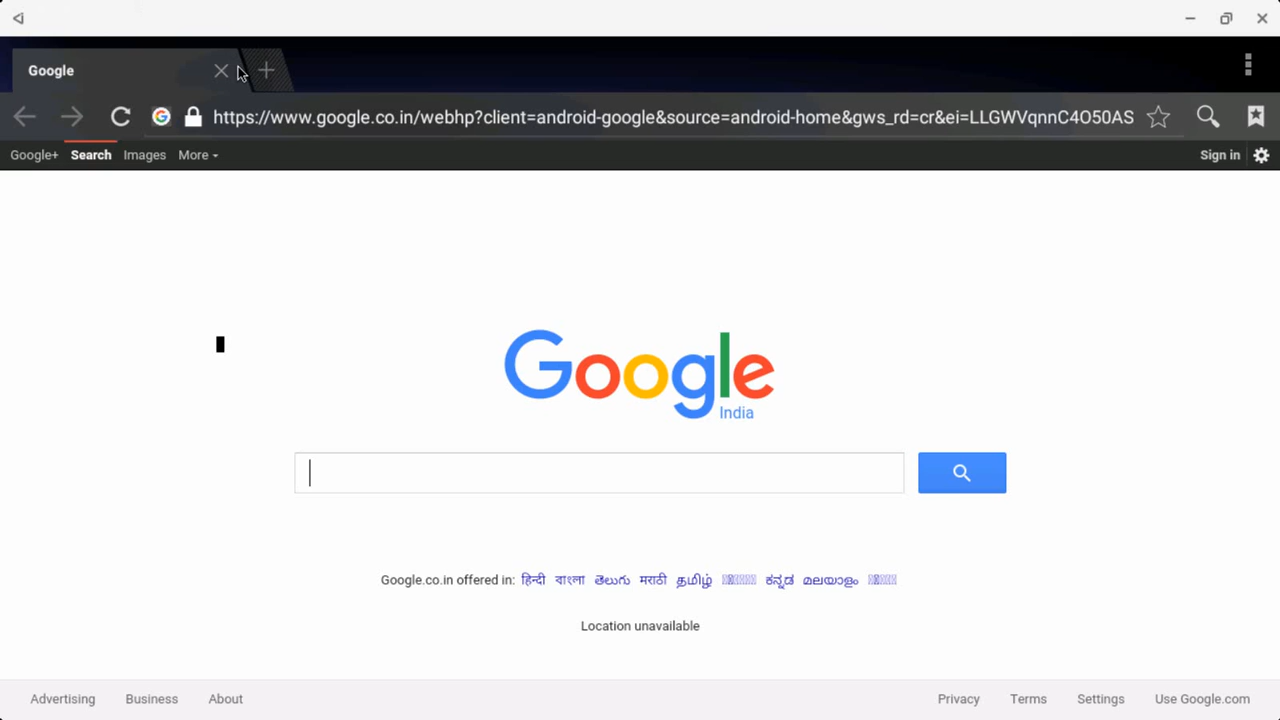 Google
https://www.google.co.in/webhp?client=android-google&source=android-home&gws_rd=cr&ei=LLGWVqnnC4O50AS
Google+ Search Images More Sign in
Google
India
Google.co.in offered in: हिन्दी বাংলা తెలుగు मराठी தமிழ் ಕನ್ನಡ മലയാളം
Location unavailable
Advertising Business About Privacy Terms Settings Use Google.com